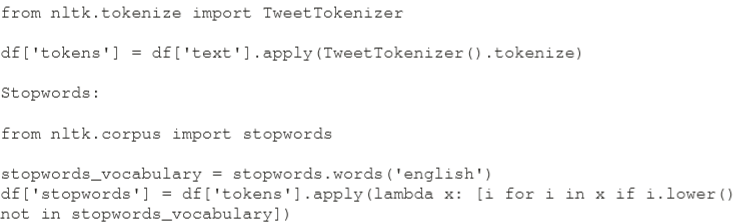 from nltk.tokenize import TweetTokenizer
df['tokens'] = df['text'].apply(TweetTokenizer().tokenize)
Stopwords:
from nltk.corpus import stopwords
stopwords_vocabulary = stopwords.words('english')
df['stopwords'] = df['tokens'].apply(lambda x: [i for i in x if i.lower()
not in stopwords_vocabulary])